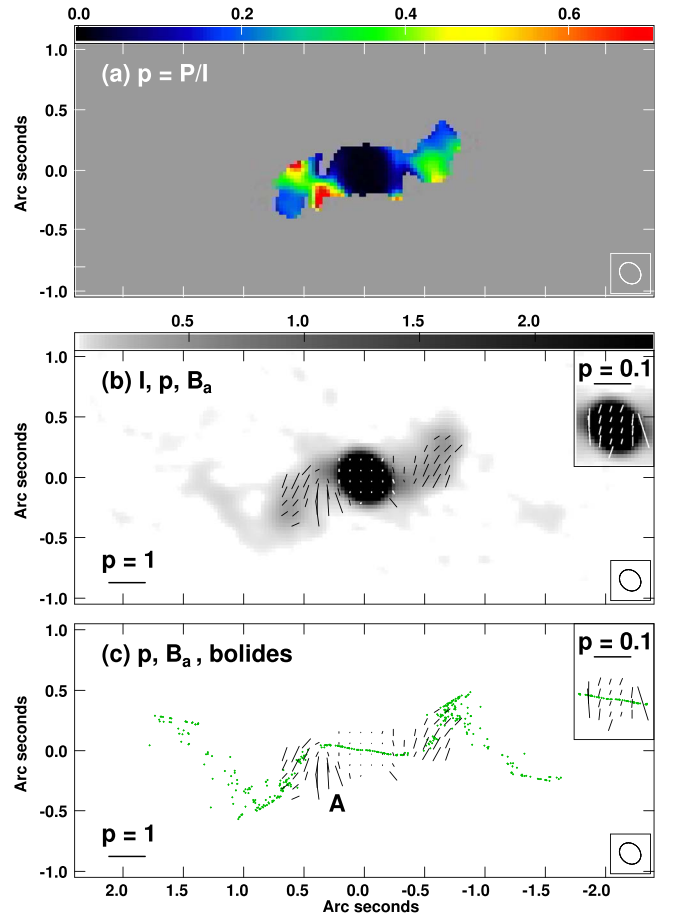 0.0 0.2 0.4 0.6
1.0
(a) p = P/I
0.5
0.0
-0.5
-1.0
Arc seconds
0.5 1.0 1.5 2.0
1.0
(b) I, p, Ba
p = 0.1
0.5
0.0
-0.5
p = 1
-1.0
Arc seconds
1.0
(c) p, Ba , bolides
p = 0.1
0.5
0.0
-0.5
A
p = 1
-1.0
Arc seconds
2.0 1.5 1.0 0.5 0.0 -0.5 -1.0 -1.5 -2.0
Arc seconds